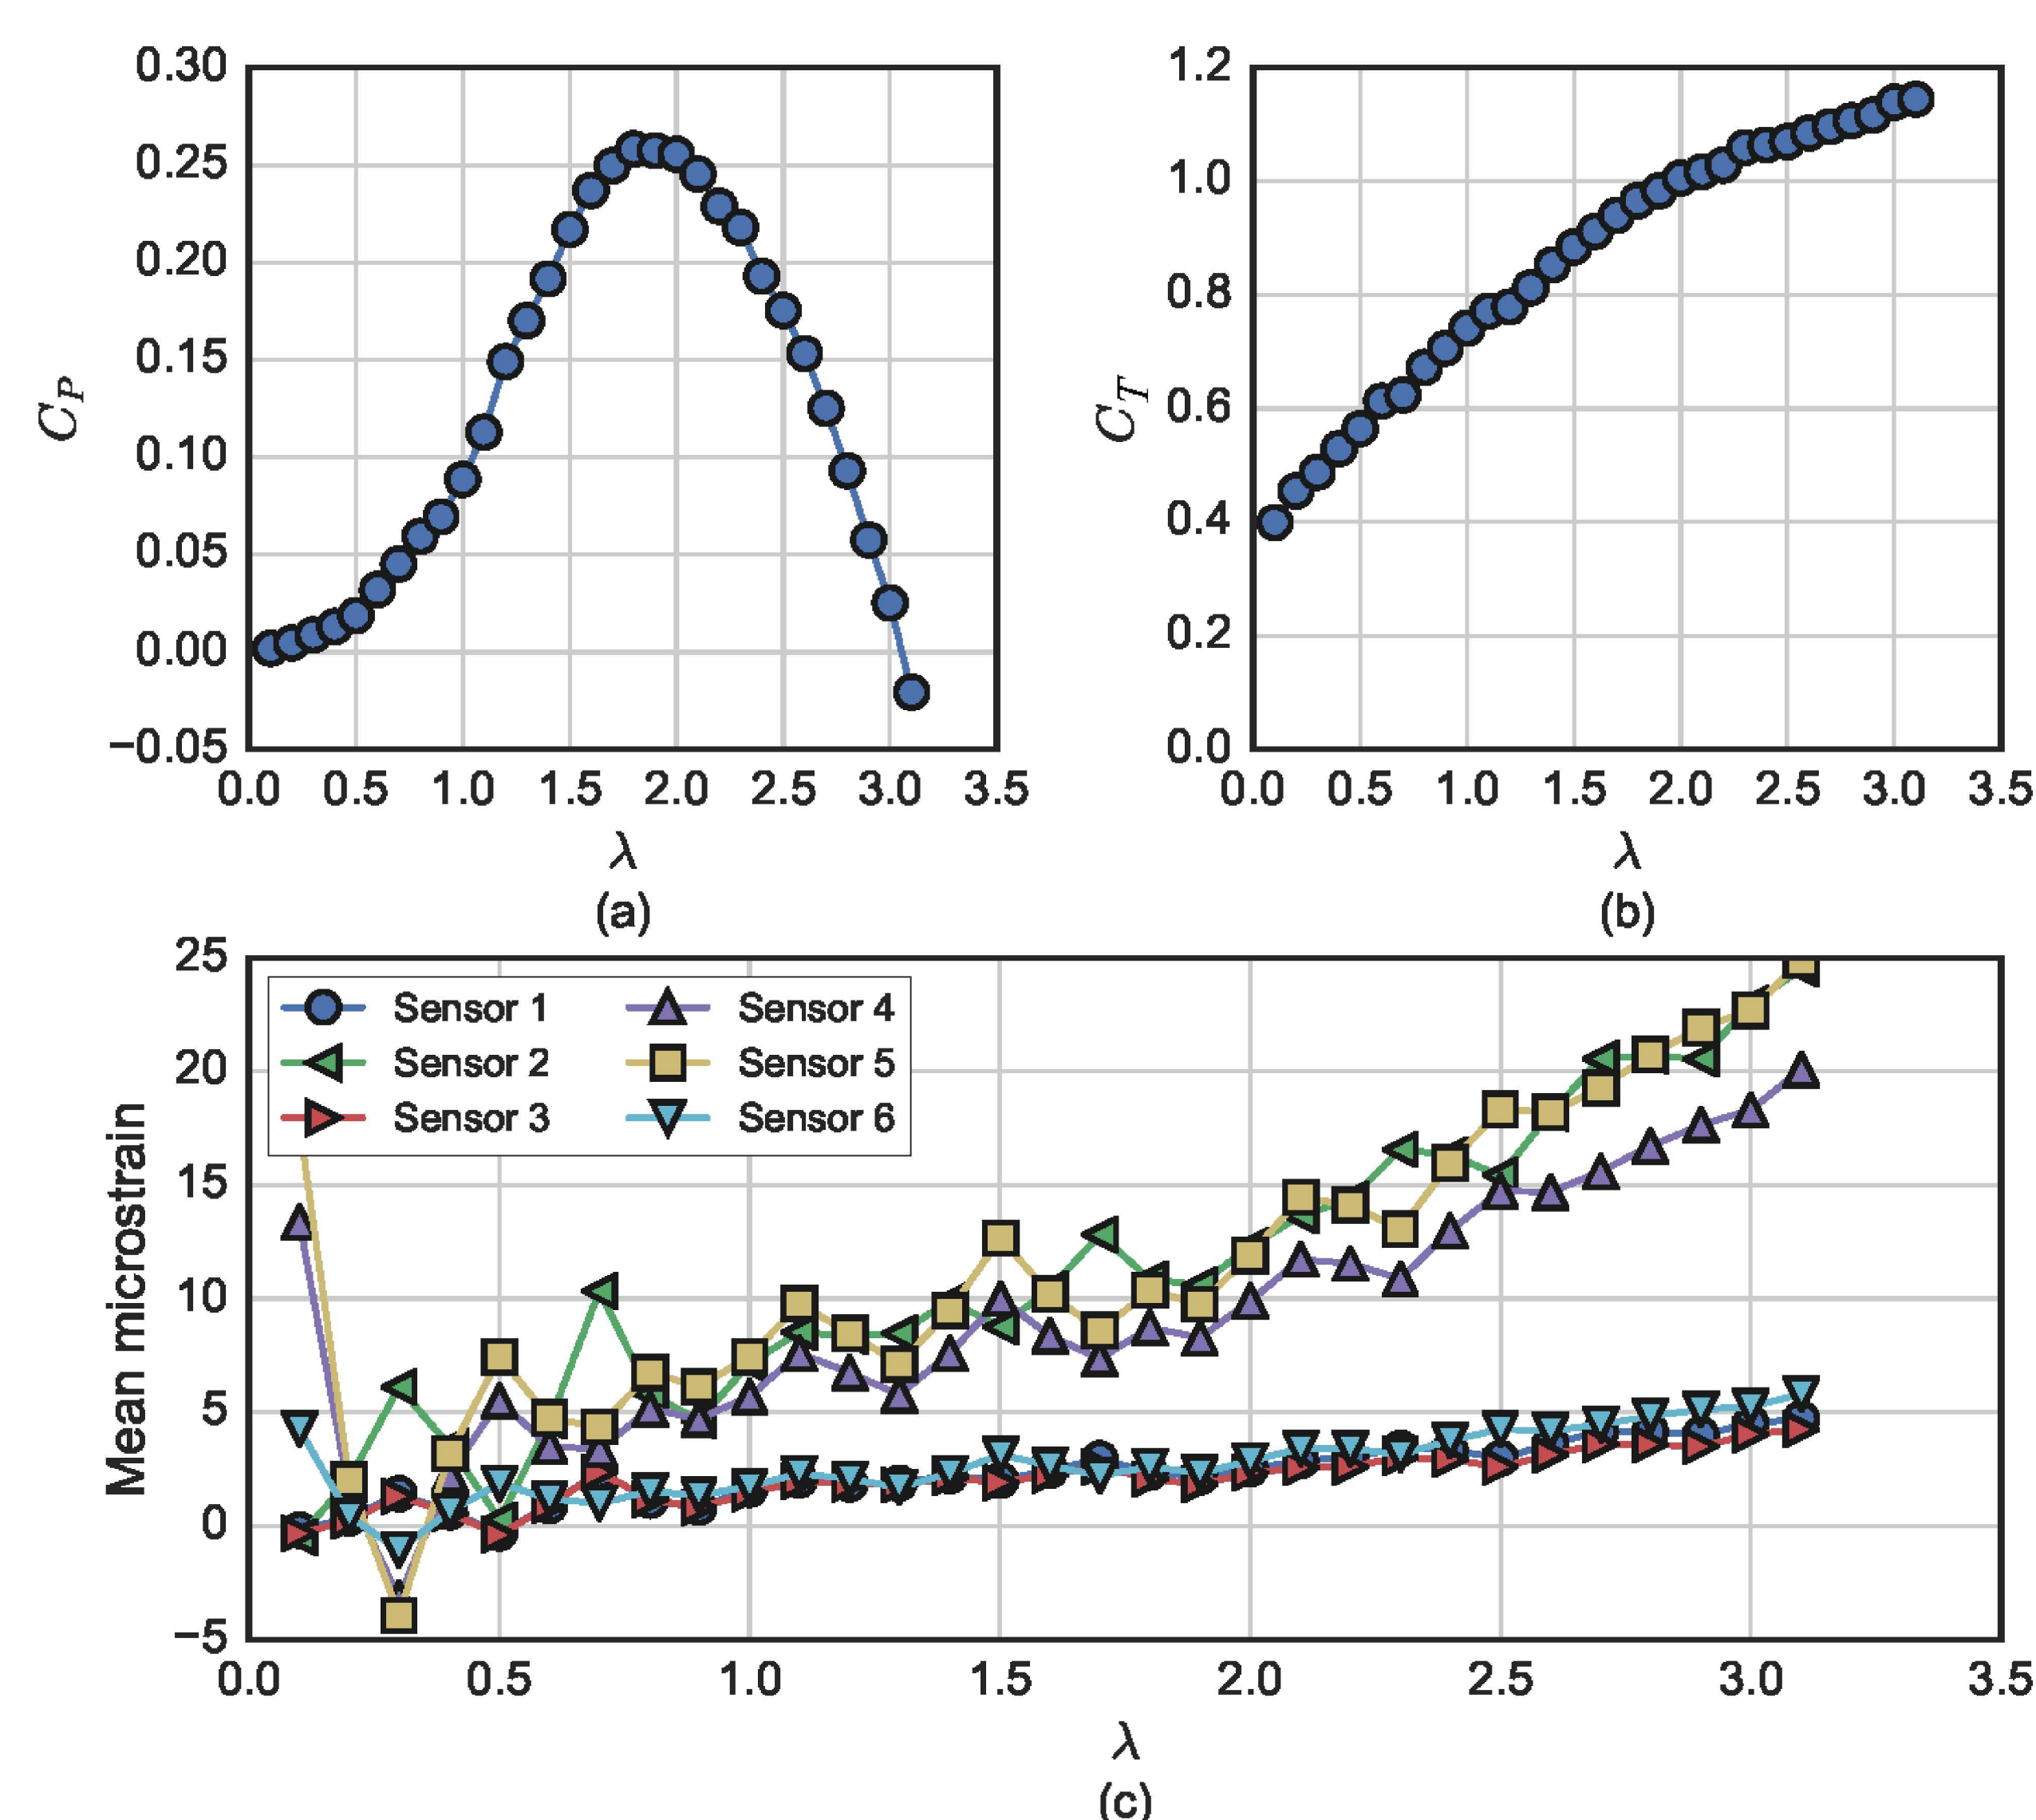 0.30
0.25
0.20
0.15
0.10
0.05
0.00
−0.05
C_P
0.0 0.5 1.0 1.5 2.0 2.5 3.0 3.5
λ
(a)
1.2
1.0
0.8
0.6
0.4
0.2
0.0
C_T
0.0 0.5 1.0 1.5 2.0 2.5 3.0 3.5
λ
(b)
25
20
15
10
5
0
−5
Mean microstrain
Sensor 1
Sensor 2
Sensor 3
Sensor 4
Sensor 5
Sensor 6
0.0 0.5 1.0 1.5 2.0 2.5 3.0 3.5
λ
(c)